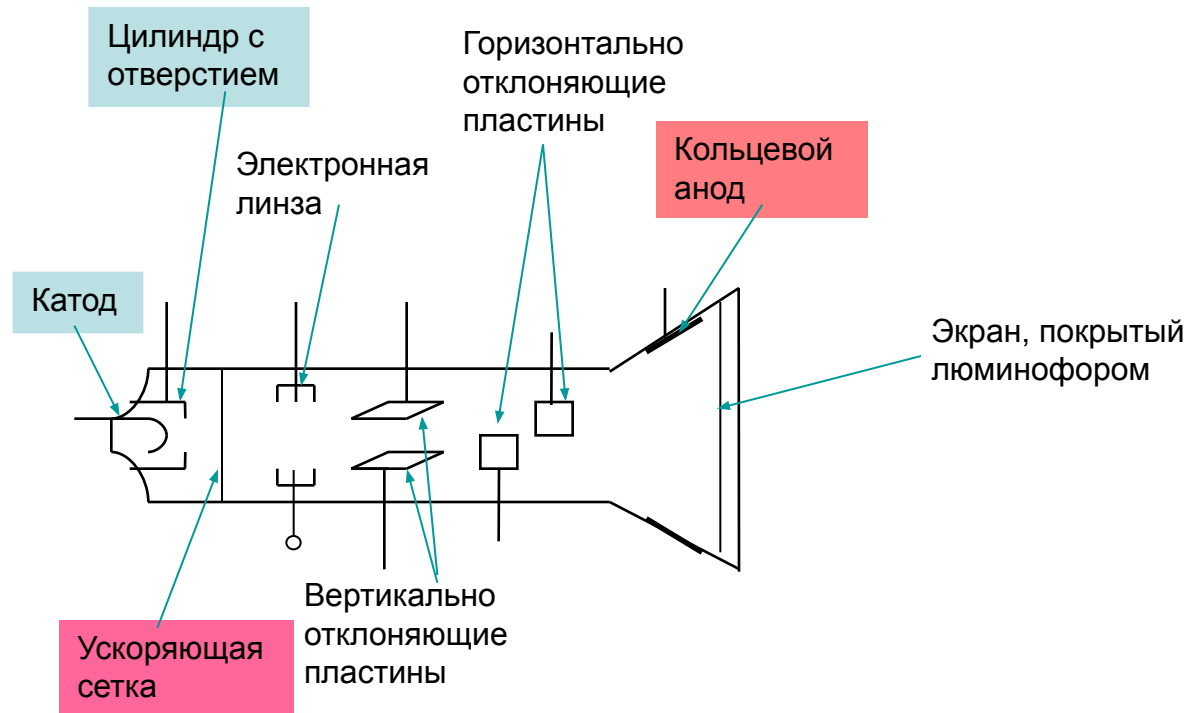 Цилиндр с
отверстием
Горизонтально
отклоняющие
пластины
Кольцевой
анод
Электронная
линза
Катод
Экран, покрытый
люминофором
Вертикально
отклоняющие
пластины
Ускоряющая
сетка